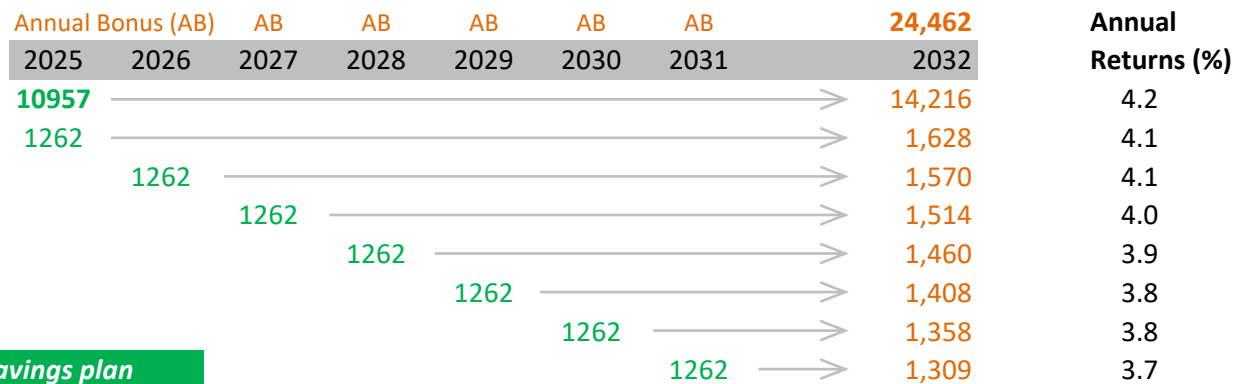 Annual Bonus (AB) AB AB AB AB AB 24,462 Annual
2025 2026 2027 2028 2029 2030 2031 2032 Returns (%)
10957 14,216 4.2
1262 1,628 4.1
1262 1,570 4.1
1262 1,514 4.0
1262 1,460 3.9
1262 1,408 3.8
1262 1,358 3.8
avings plan 1262 1,309 3.7